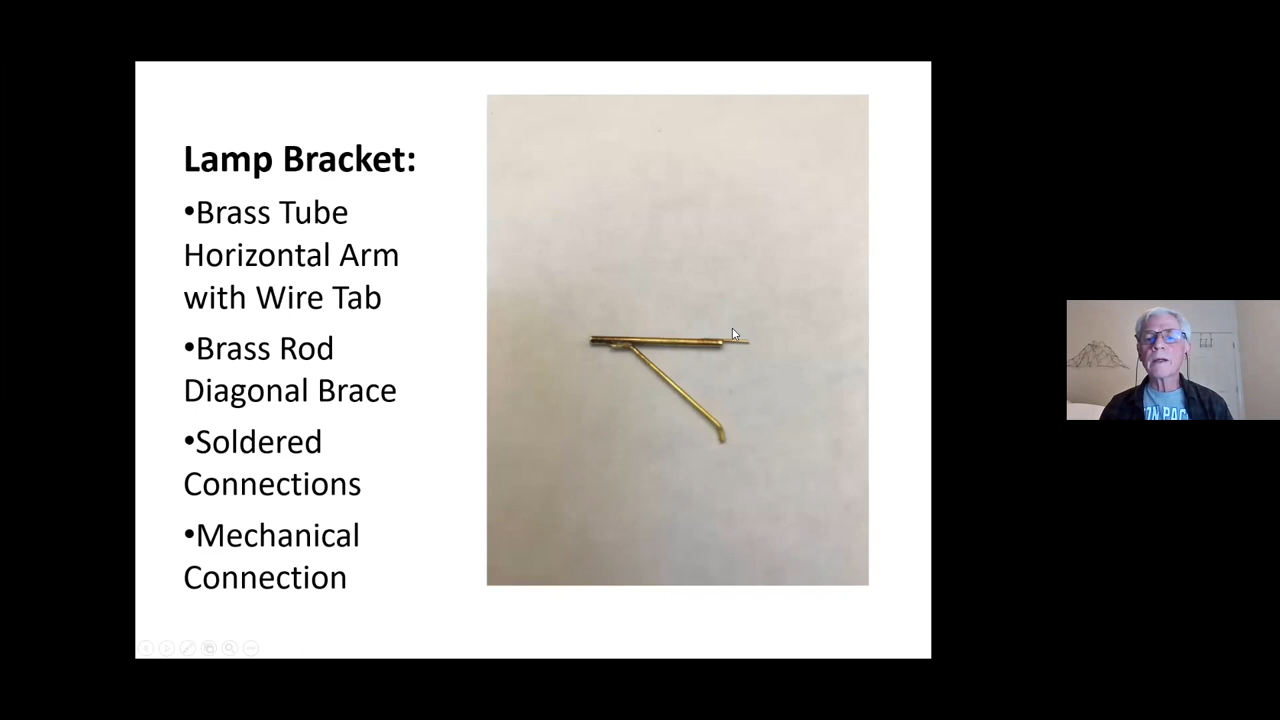 Lamp Bracket:
•Brass Tube
Horizontal Arm
with Wire Tab
•Brass Rod
Diagonal Brace
•Soldered
Connections
•Mechanical
Connection